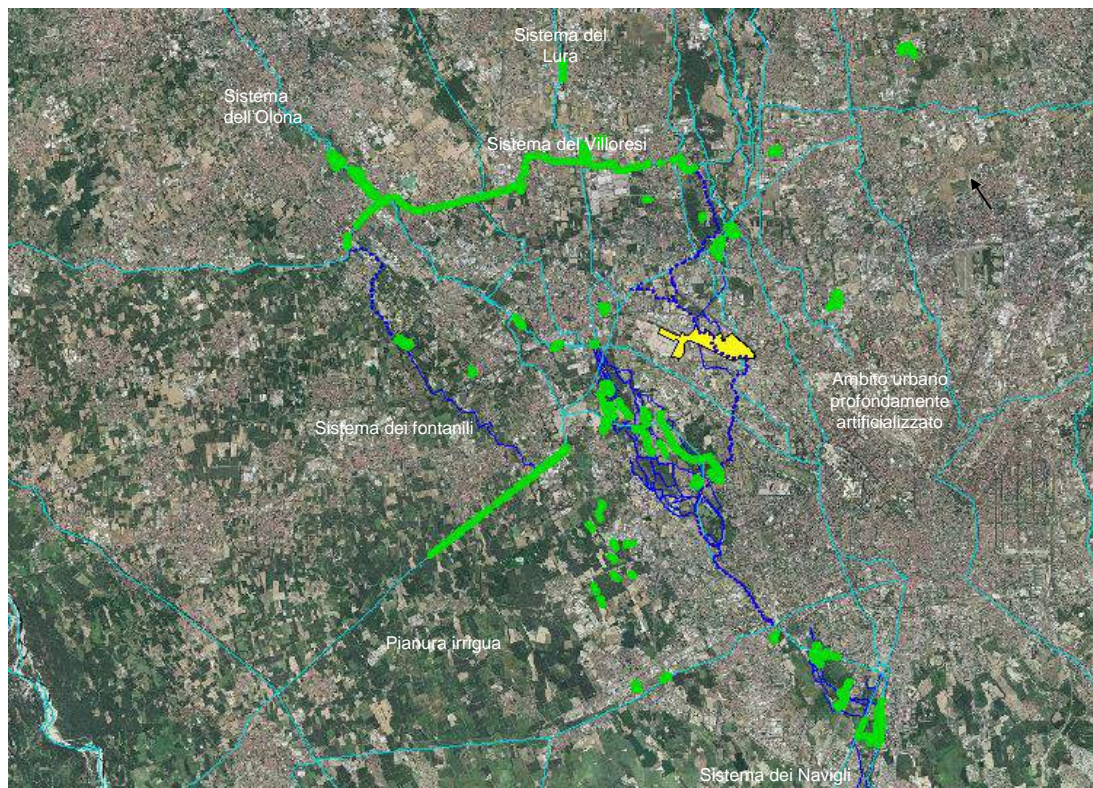 Sistema del
Lura
Sistema
dell'Olona
Sistema del Villoresi
Ambito urbano
profondamente
artificializzato
Sistema dei fontanili
Pianura irrigua
Sistema dei Navigli